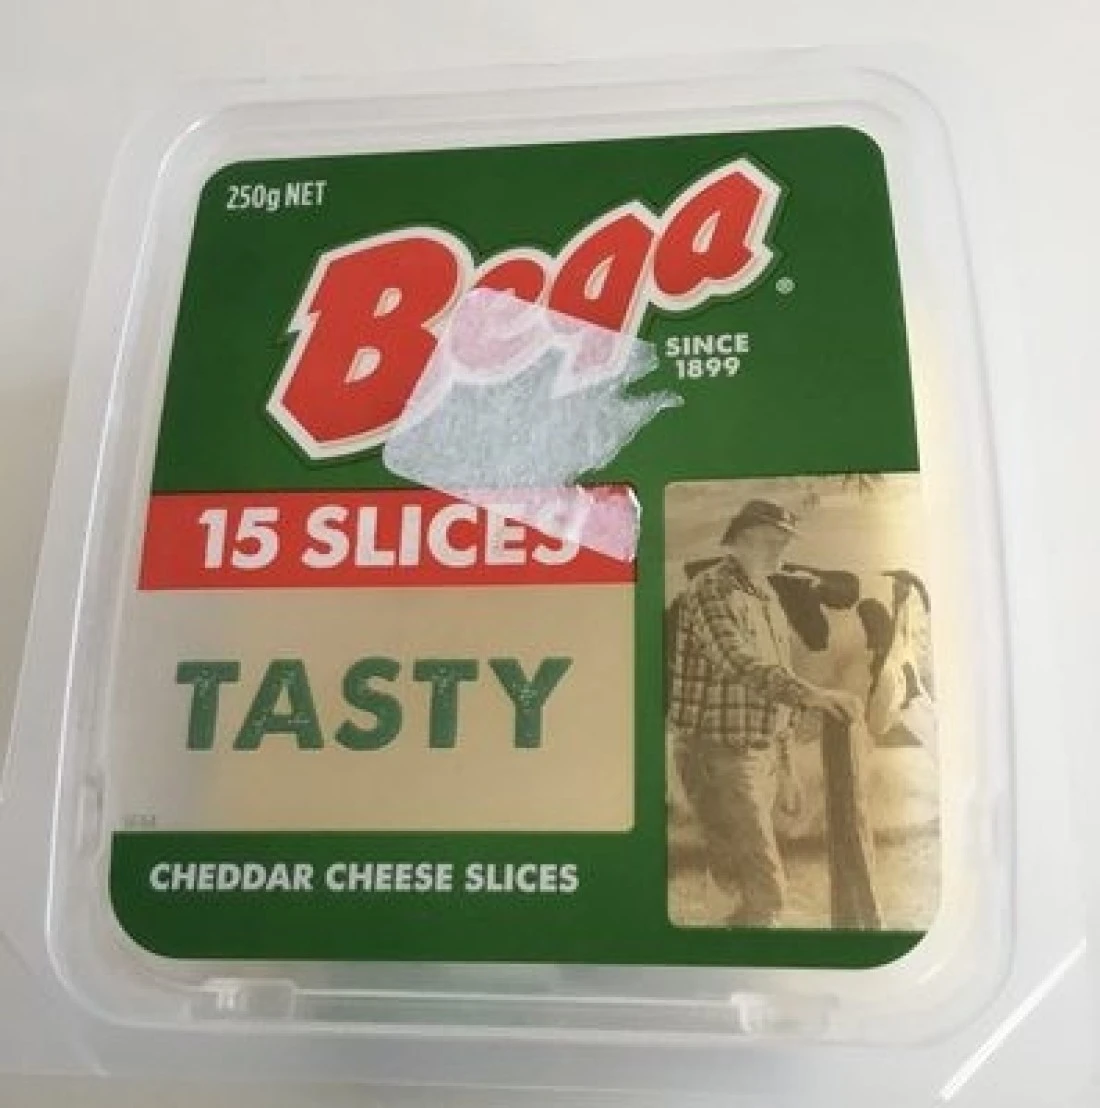 250g NET
Bega
®
SINCE
1899
15 SLICES
TASTY
CHEDDAR CHEESE SLICES